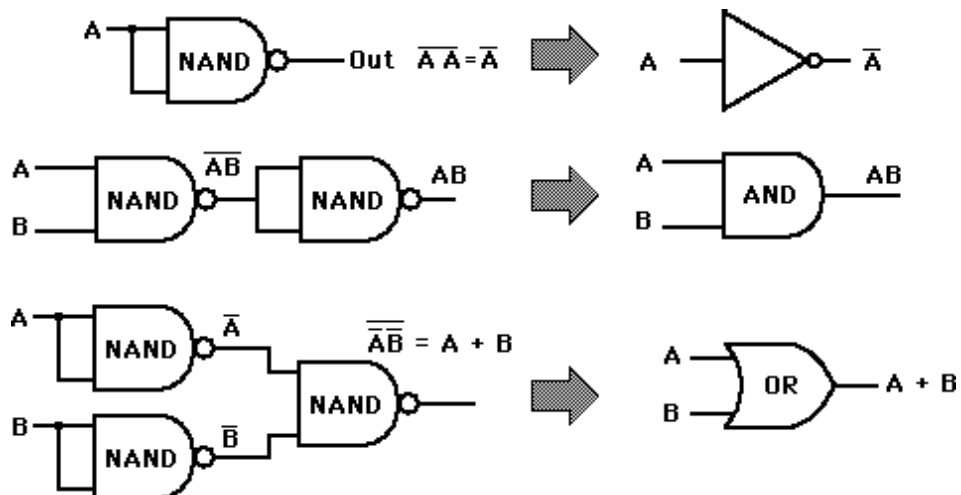 A NAND Out A̅ A̅=A̅ A A̅
A B NAND A̅B̅ NAND AB A B AND AB
A NAND A̅
B NAND B̅
NAND A̿B̿ = A + B
A B OR A + B